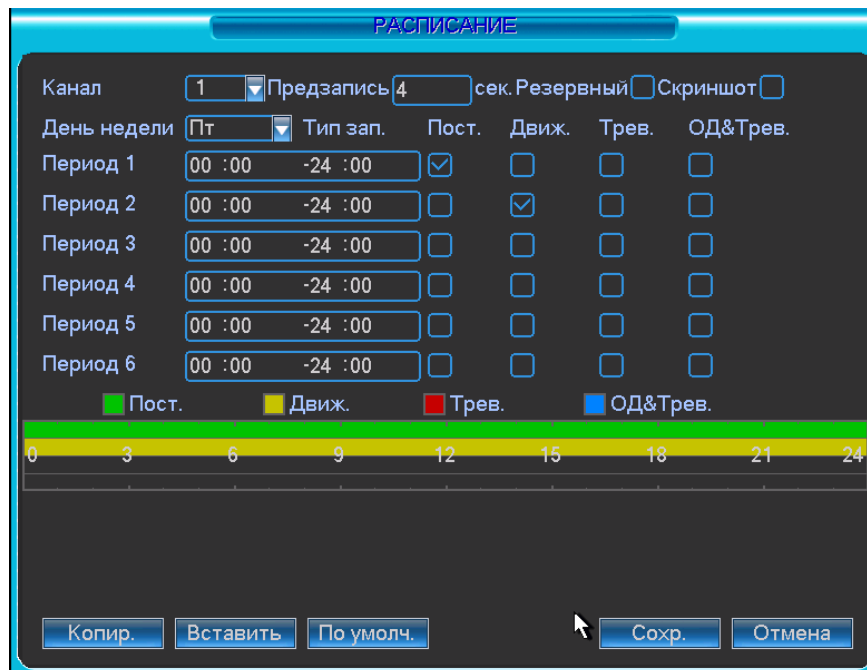 РАСПИСАНИЕ
Канал 1 Предзапись 4 сек. Резервный Скриншот
День недели Пт Тип зап. Пост. Движ. Трев. ОД&Трев.
Период 1 00 :00 -24 :00
Период 2 00 :00 -24 :00
Период 3 00 :00 -24 :00
Период 4 00 :00 -24 :00
Период 5 00 :00 -24 :00
Период 6 00 :00 -24 :00
Пост. Движ. Трев. ОД&Трев.
0 3 6 9 12 15 18 21 24
Копир. Вставить По умолч. Сохр. Отмена